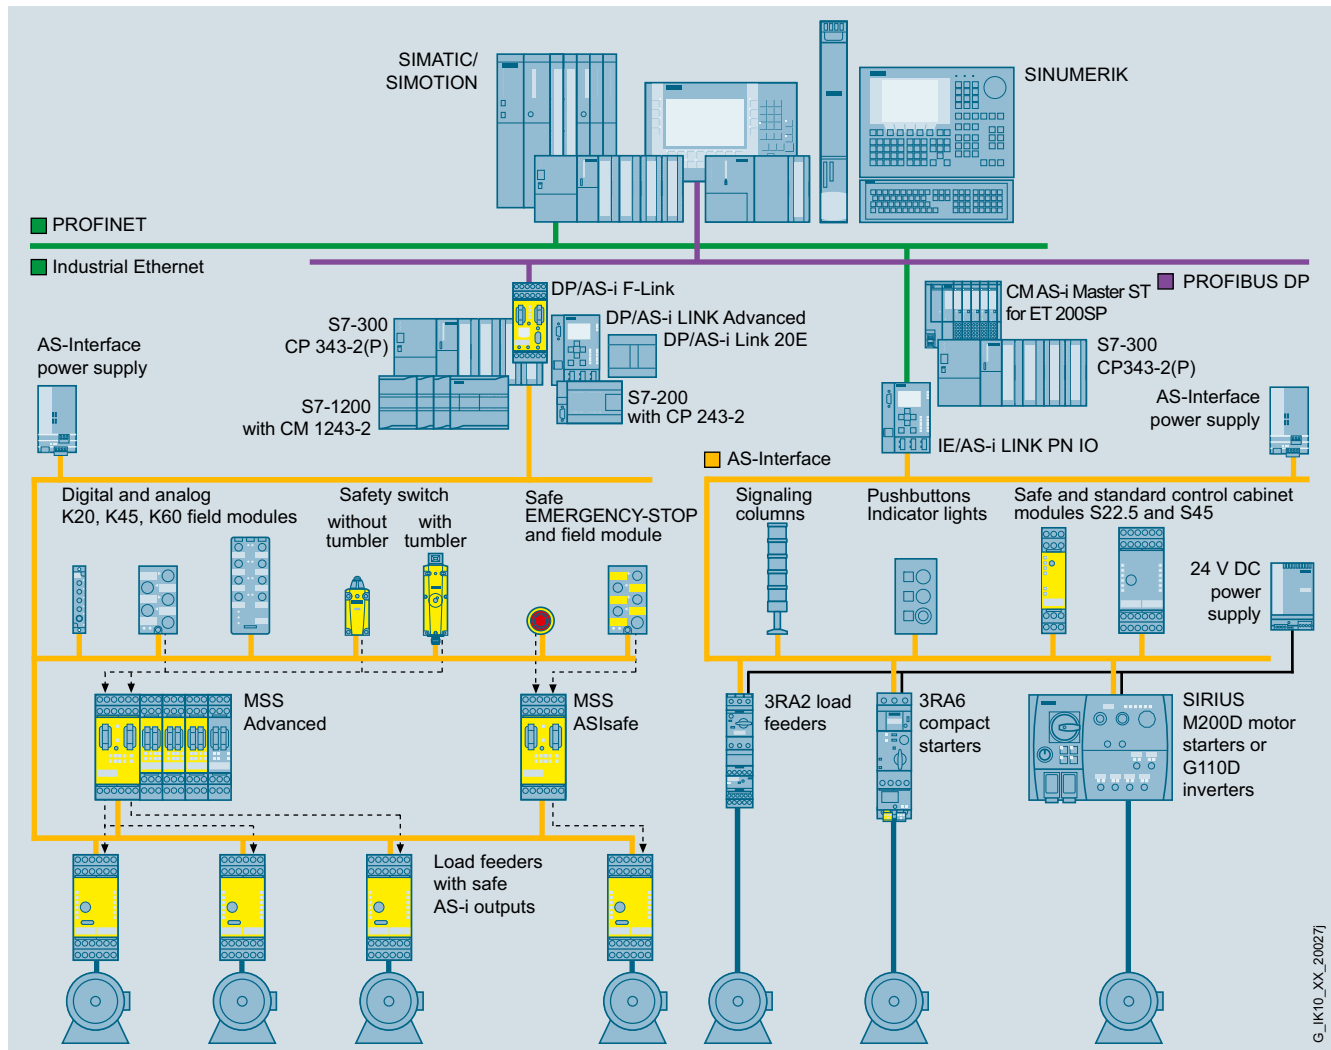 SIMATIC/
SIMOTION
SINUMERIK
PROFINET
Industrial Ethernet
PROFIBUS DP
DP/AS-i F-Link
S7-300
CP 343-2(P)
DP/AS-i LINK Advanced
DP/AS-i Link 20E
CM AS-i Master ST
for ET 200SP
S7-300
CP343-2(P)
AS-Interface
power supply
S7-1200
with CM 1243-2
S7-200
with CP 243-2
IE/AS-i LINK PN IO
AS-Interface
power supply
AS-Interface
Digital and analog
K20, K45, K60 field modules
Safety switch
without
tumbler
with
tumbler
Safe
EMERGENCY-STOP
and field module
Signaling
columns
Pushbuttons
Indicator lights
Safe and standard control cabinet
modules S22.5 and S45
24 V DC
power
supply
MSS
Advanced
MSS
ASIsafe
3RA2 load
feeders
3RA6
compact
starters
SIRIUS
M200D motor
starters or
G110D
inverters
Load feeders
with safe
AS-i outputs
G_IK10_XX_20027j